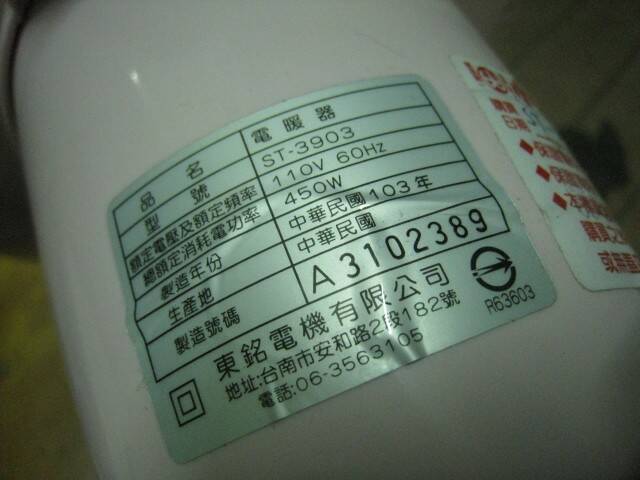 品名 電暖器
型號 ST-3903
額定電壓及額定頻率 110V 60Hz
總額定消耗電功率 450W
製造年份 中華民國103年
生產地 中華民國
製造號碼 A3102389
東銘電機有限公司
地址:台南市安和路2段182號
電話:06-3563105
R63603